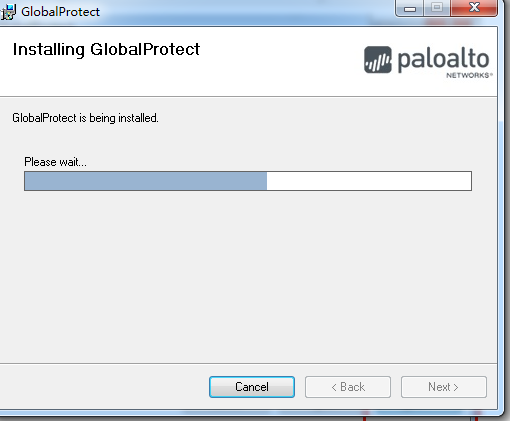 GlobalProtect
Installing GlobalProtect
paloalto
NETWORKS®
GlobalProtect is being installed.
Please wait...
Cancel
< Back
Next >